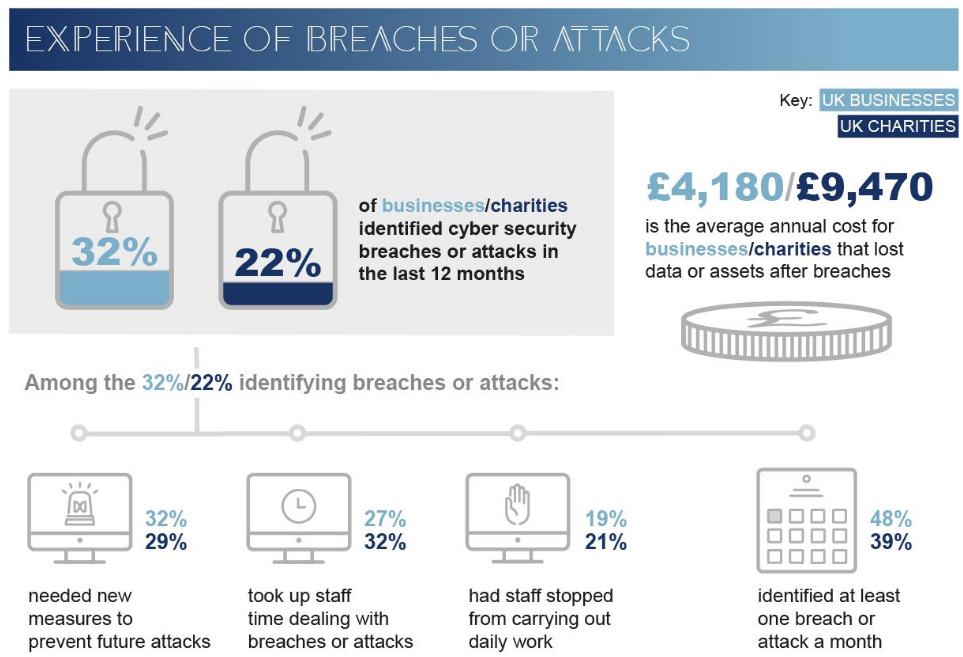 EXPERIENCE OF BREACHES OR ATTACKS
Key: UK BUSINESSES
UK CHARITIES
32%
22%
of businesses/charities
identified cyber security
breaches or attacks in
the last 12 months
£4,180/£9,470
is the average annual cost for
businesses/charities that lost
data or assets after breaches
£
Among the 32%/22% identifying breaches or attacks:
32%
29%
needed new
measures to
prevent future attacks
27%
32%
took up staff
time dealing with
breaches or attacks
19%
21%
had staff stopped
from carrying out
daily work
48%
39%
identified at least
one breach or
attack a month